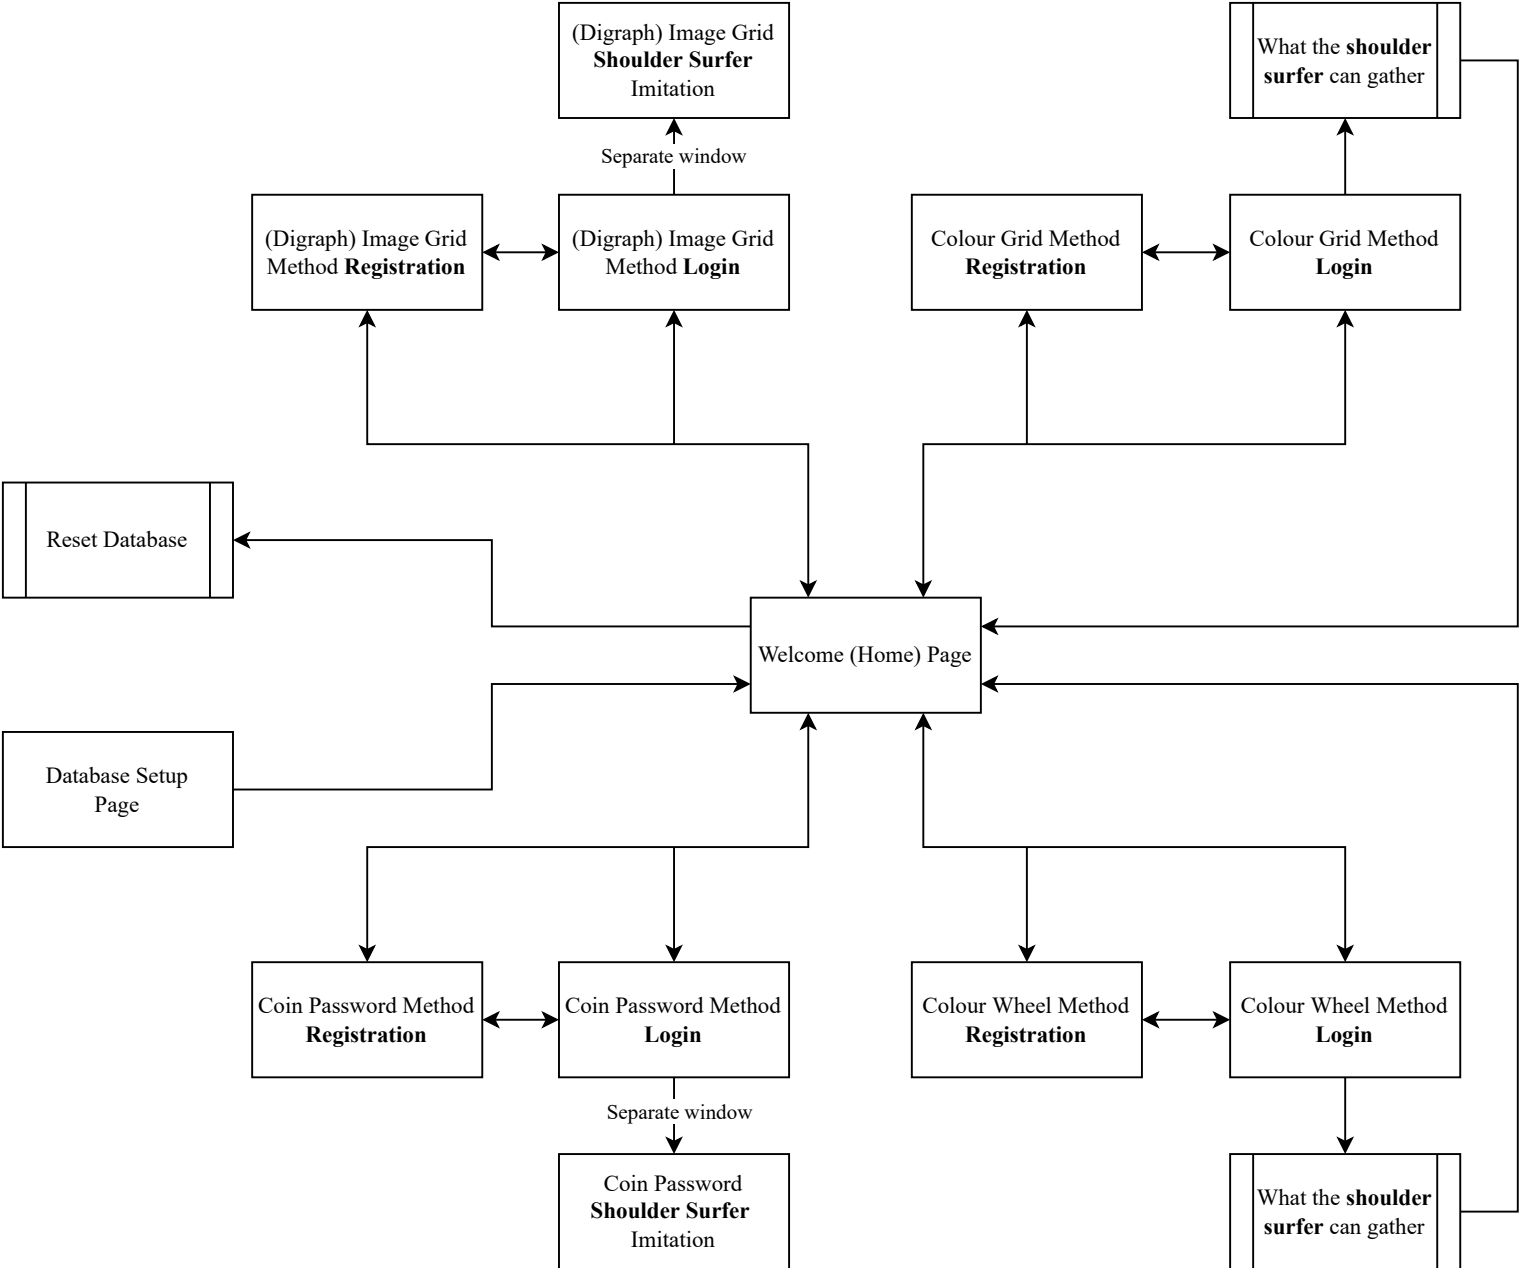 (Digraph) Image Grid
Shoulder Surfer
Imitation
What the shoulder
surfer can gather
Separate window
(Digraph) Image Grid
Method Registration
(Digraph) Image Grid
Method Login
Colour Grid Method
Registration
Colour Grid Method
Login
Reset Database
Welcome (Home) Page
Database Setup
Page
Coin Password Method
Registration
Coin Password Method
Login
Colour Wheel Method
Registration
Colour Wheel Method
Login
Separate window
Coin Password
Shoulder Surfer
Imitation
What the shoulder
surfer can gather